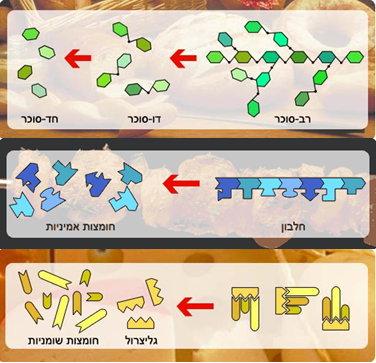 רב-סוכר דו-סוכר חד-סוכר
חלבון חומצות אמיניות
גליצרול חומצות שומניות